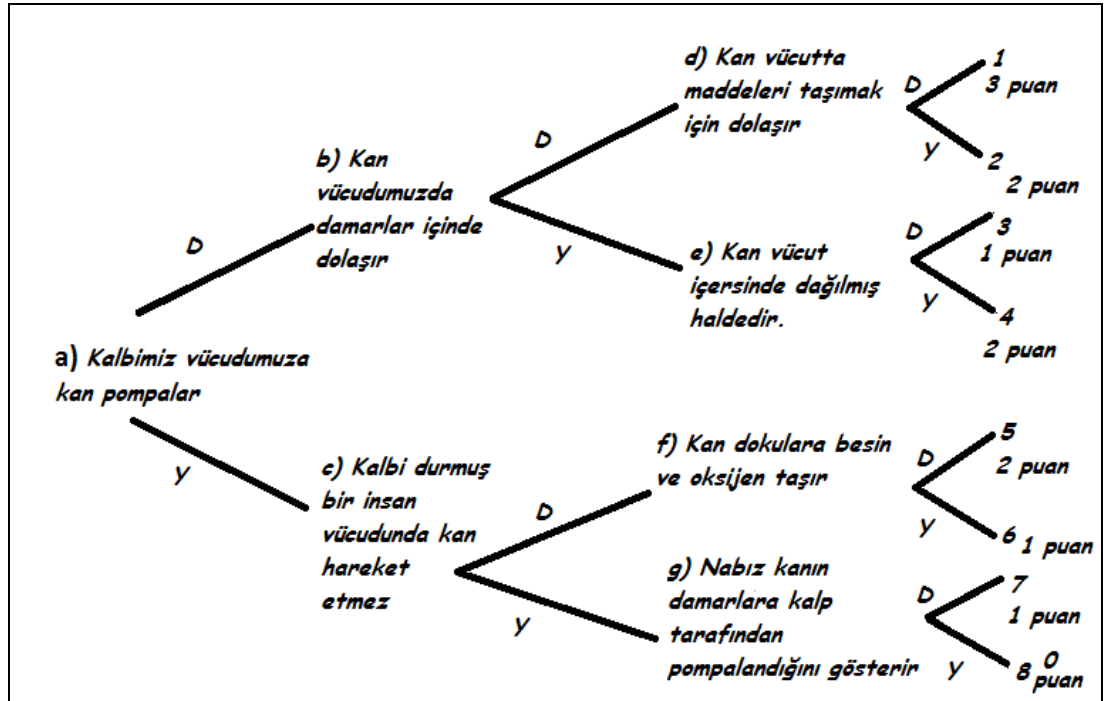 a) Kalbimiz vücudumuza
kan pompalar
D
Y
b) Kan
vücudumuzda
damarlar içinde
dolaşır
D
Y
c) Kalbi durmuş
bir insan
vücudunda kan
hareket
etmez
D
Y
d) Kan vücutta
maddeleri taşımak
için dolaşır
D
1
3 puan
Y
2
2 puan
e) Kan vücut
içersinde dağılmış
haldedir.
D
3
1 puan
Y
4
2 puan
f) Kan dokulara besin
ve oksijen taşır
D
5
2 puan
Y
6 1 puan
g) Nabız kanın
damarlara kalp
tarafından
pompalandığını gösterir
D
7
1 puan
Y
8 0
puan